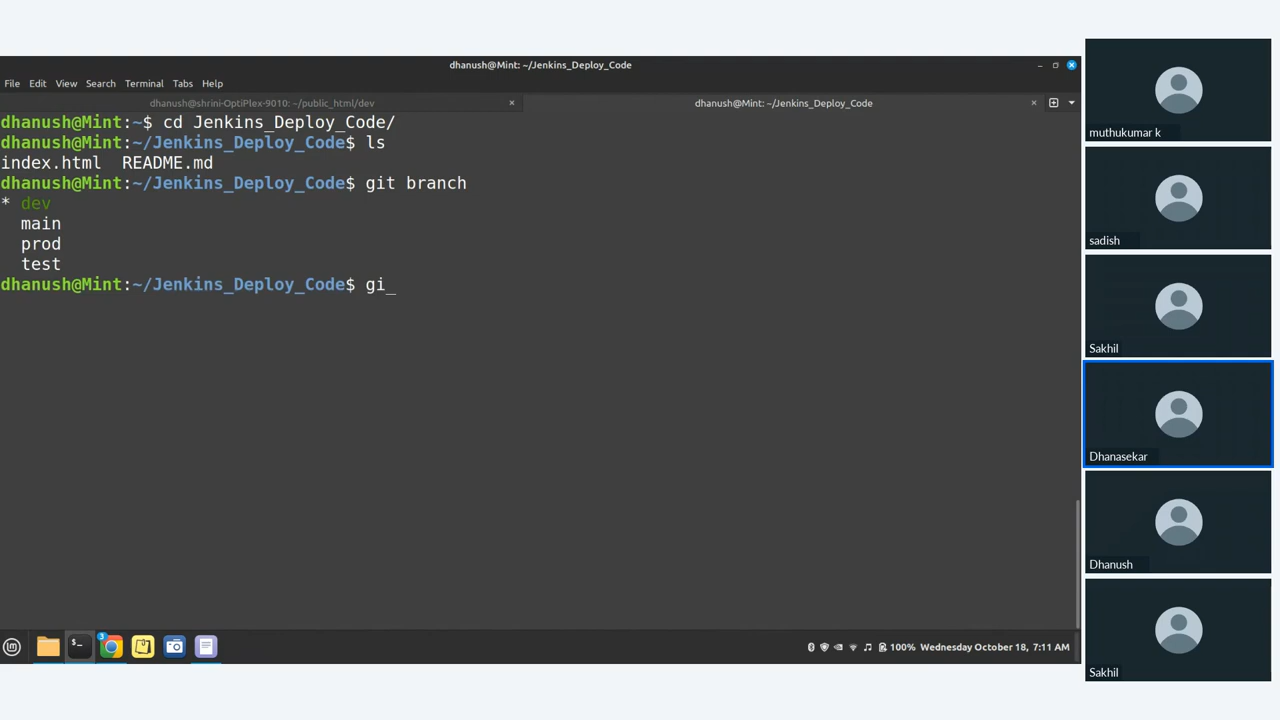 dhanush@Mint: ~/Jenkins_Deploy_Code
File Edit View Search Terminal Tabs Help
dhanush@shrini-OptiPlex-9010: ~/public_html/dev
dhanush@Mint: ~/Jenkins_Deploy_Code
dhanush@Mint:~$ cd Jenkins_Deploy_Code/
dhanush@Mint:~/Jenkins_Deploy_Code$ ls
index.html  README.md
dhanush@Mint:~/Jenkins_Deploy_Code$ git branch
* dev
main
prod
test
dhanush@Mint:~/Jenkins_Deploy_Code$ gi_
3
100% Wednesday October 18, 7:11 AM
muthukumar k
sadish
Sakhil
Dhanasekar
Dhanush
Sakhil